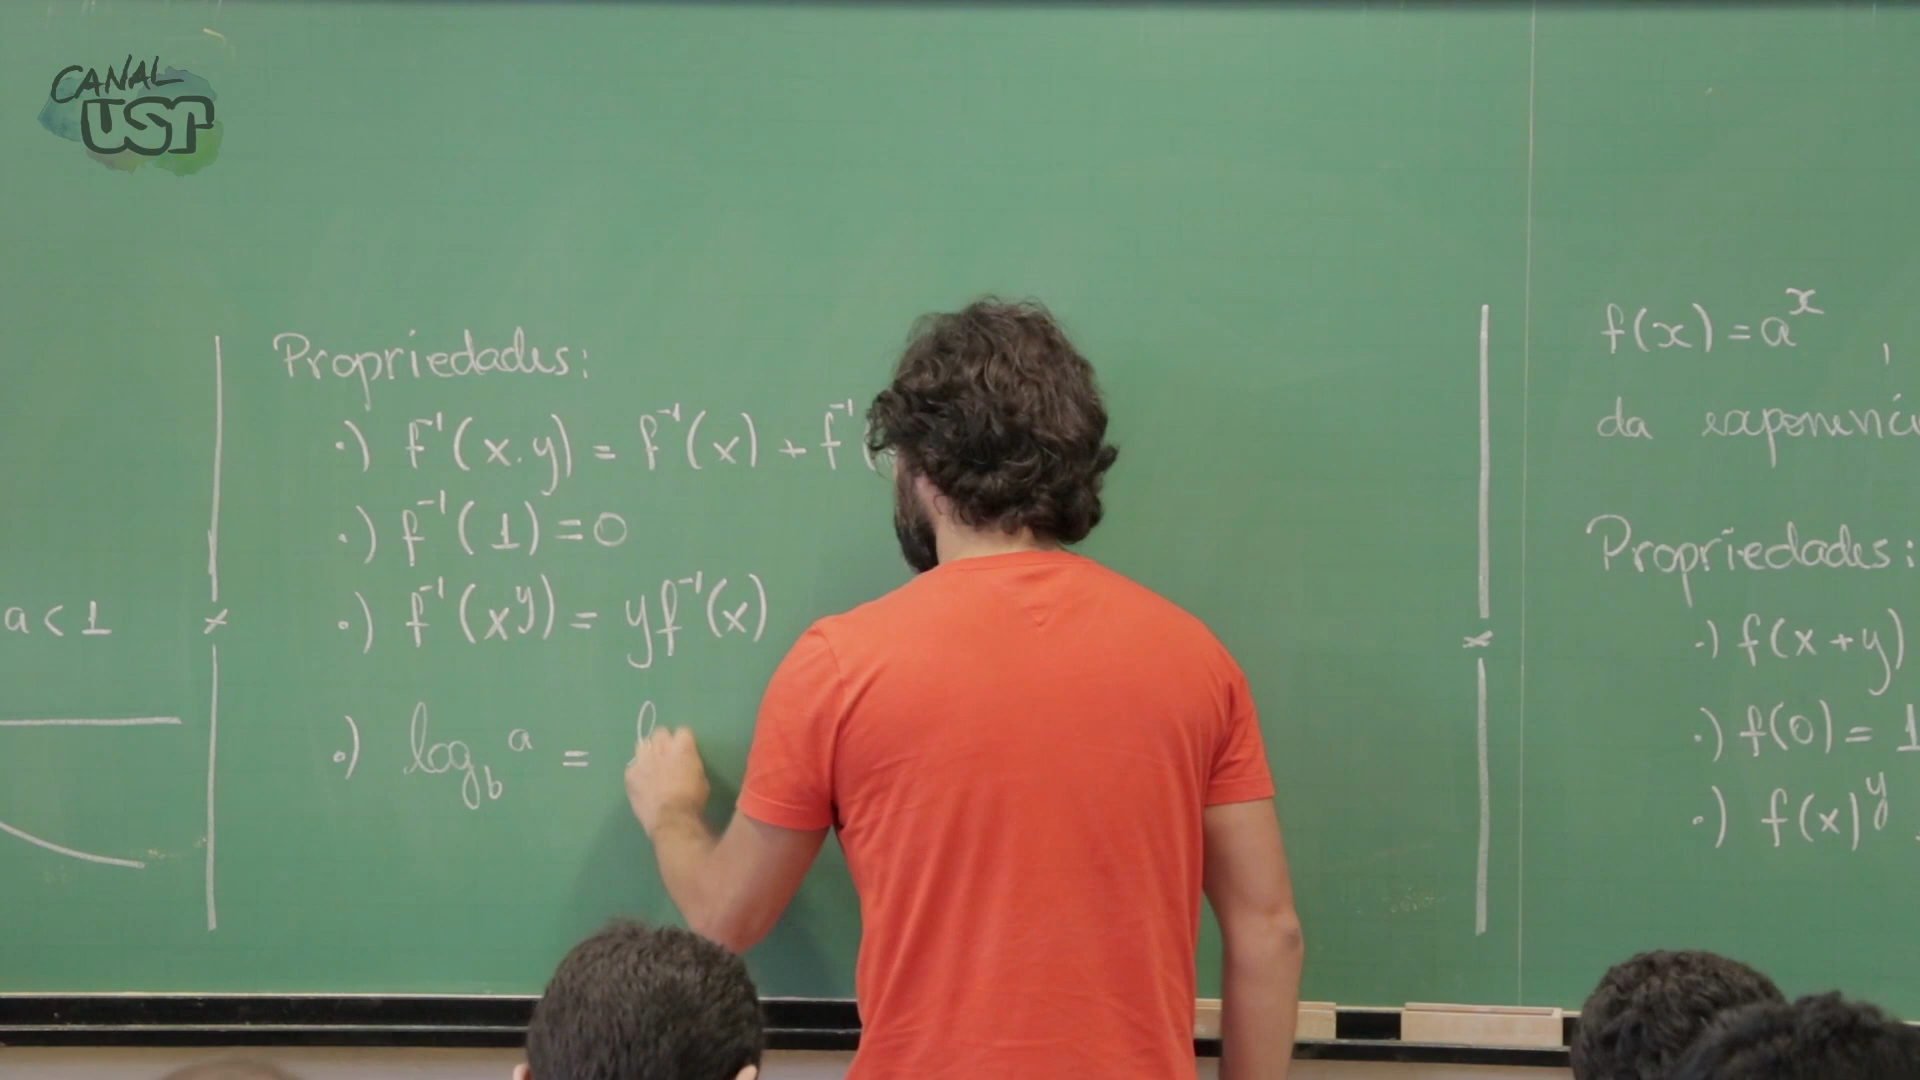 CANAL
USP
a < 1
Propriedades:
•) f⁻¹(x.y) = f⁻¹(x) + f⁻¹(
•) f⁻¹(1) = 0
•) f⁻¹(xʸ) = yf⁻¹(x)
•) log_b a =
f(x) = aˣ ,
da exponenci
Propriedades:
•) f(x+y)
•) f(0) = 1
•) f(x)ʸ